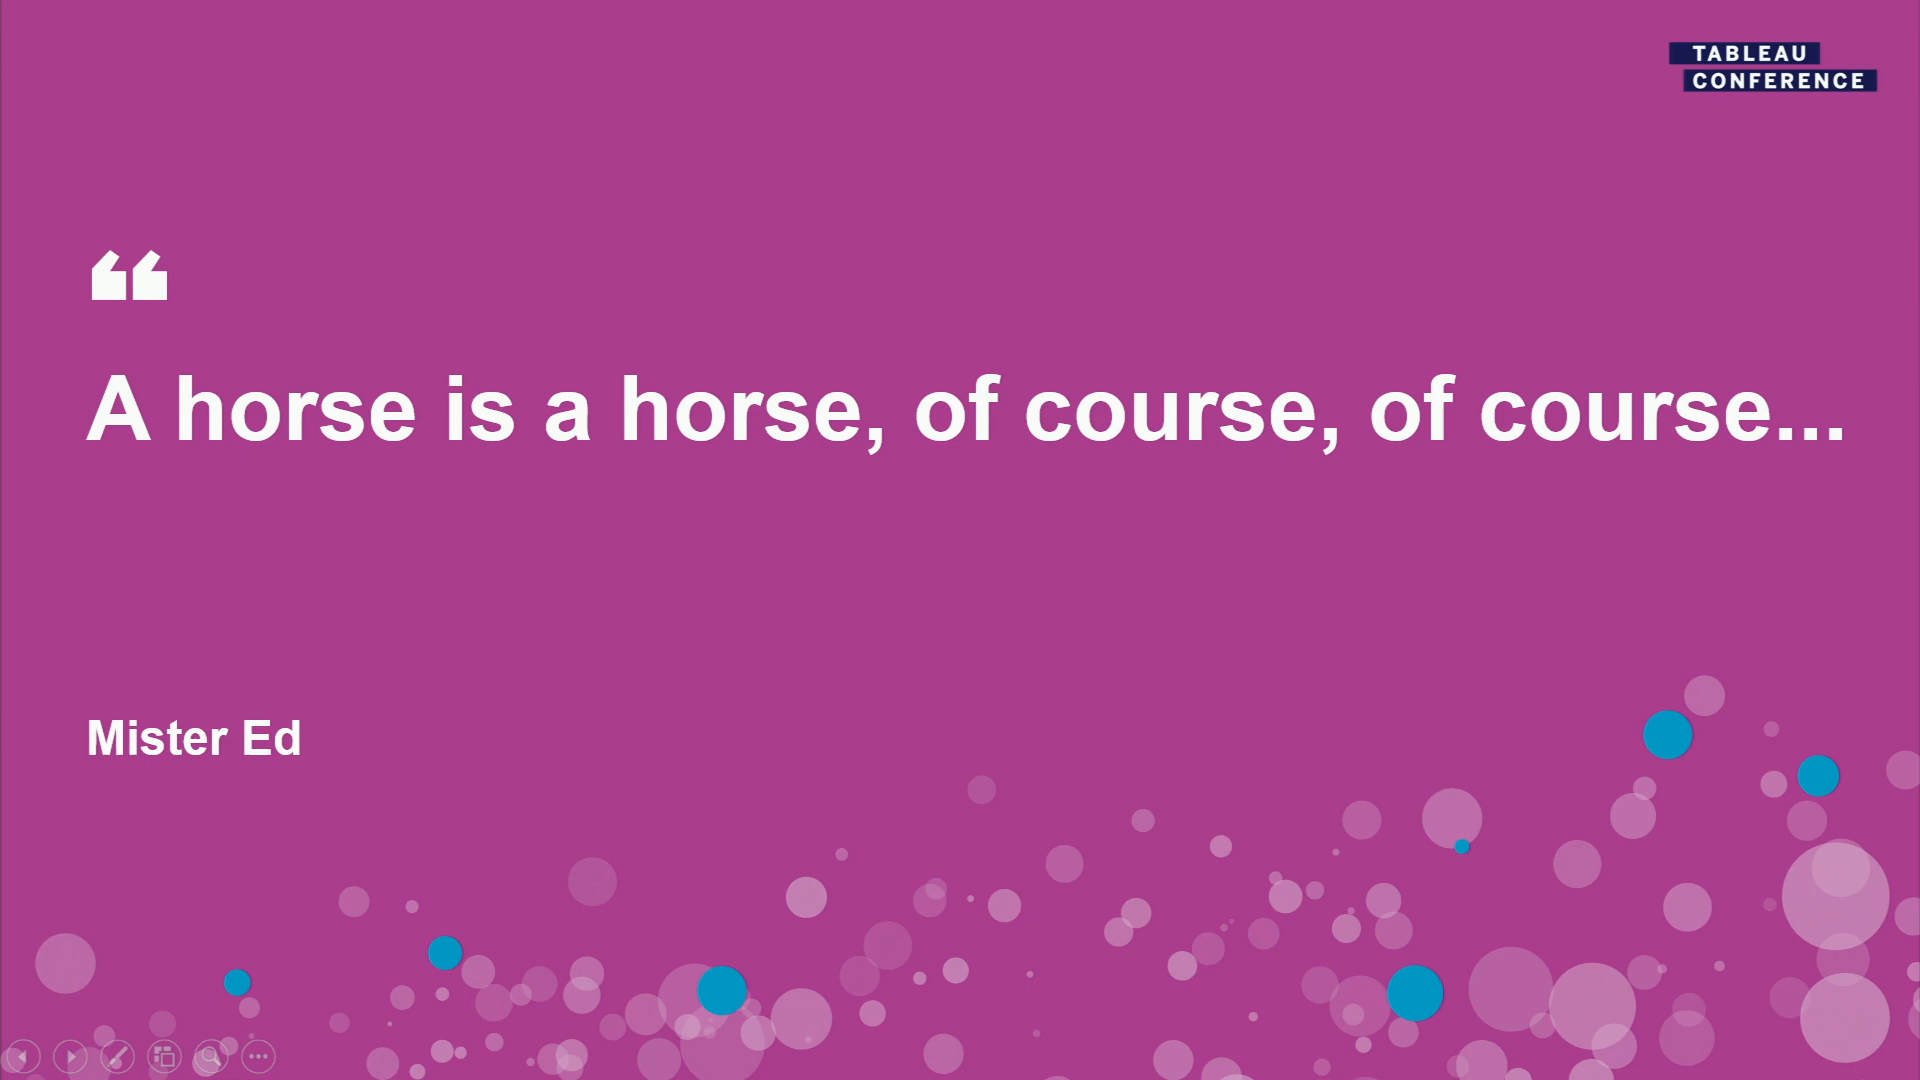 TABLEAU
CONFERENCE
“
A horse is a horse, of course, of course...
Mister Ed